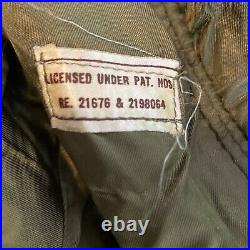 LICENSED UNDER PAT. NOS
RE. 21676 & 2198064